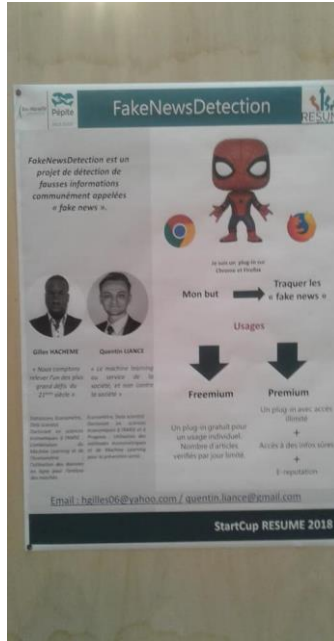 Pépite
FakeNewsDetection
RESUM
FakeNewsDetection est un
projet de détection de
fausses informations
communément appelées
« fake news ».
Je suis un plug-in sur
Chrome et Firefox
Mon but
Traquer les
« fake news »
Usages
Gilles HACHEME
Quentin LIANCE
« Nous comptons
relever l'un des plus
grand défis du
21ème siècle »
« Le machine learning
au service de la
société, et non contre
la société »
Freemium
Premium
Un plug-in gratuit pour
un usage individuel.
Nombre d'articles
vérifiés par jour limité.
Un plug-in avec accès
illimité
+
Accès à des infos sûres
+
E-reputation
Email : hgilles06@yahoo.com / quentin.liance@gmail.com
StartCup RESUME 2018